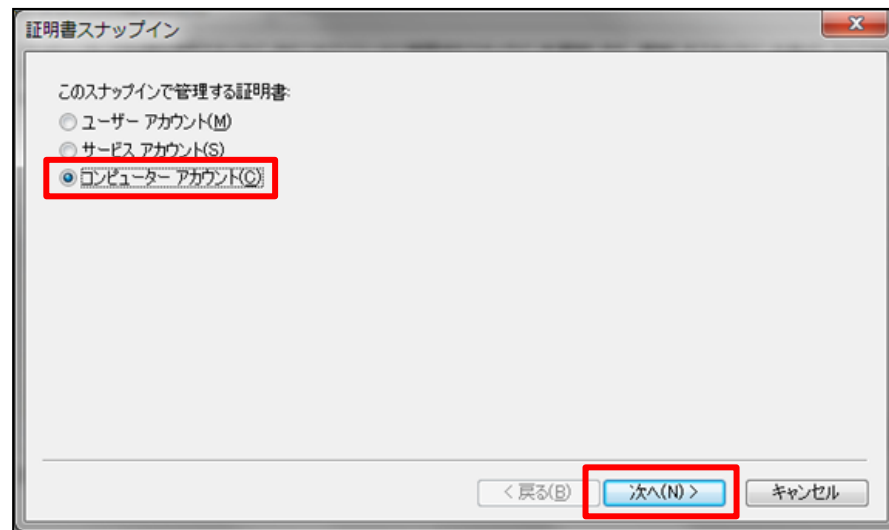 証明書スナップイン
このスナップインで管理する証明書:
ユーザー アカウント(M)
サービス アカウント(S)
コンピューター アカウント(C)
< 戻る(B)
次へ(N) >
キャンセル